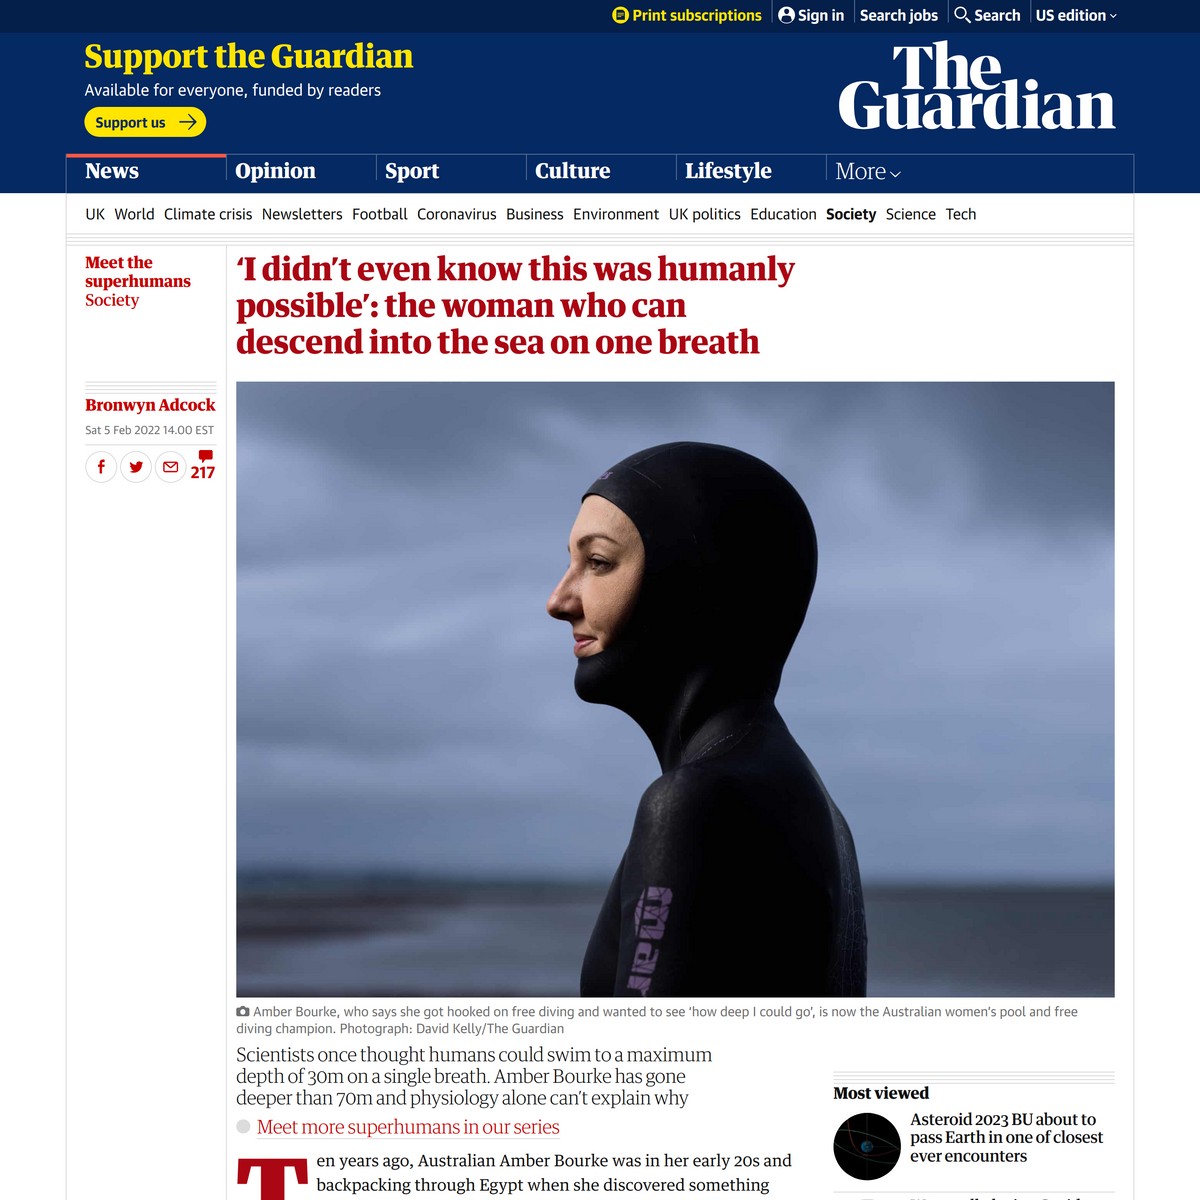 Print subscriptions
Sign in
Search jobs
Search
US edition
Support the Guardian
Available for everyone, funded by readers
Support us
The
Guardian
News
Opinion
Sport
Culture
Lifestyle
More
UK World Climate crisis Newsletters Football Coronavirus Business Environment UK politics Education Society Science Tech
Meet the
superhumans
Society
‘I didn’t even know this was humanly
possible’: the woman who can
descend into the sea on one breath
Bronwyn Adcock
Sat 5 Feb 2022 14.00 EST
217
Amber Bourke, who says she got hooked on free diving and wanted to see ‘how deep I could go’, is now the Australian women’s pool and free
diving champion. Photograph: David Kelly/The Guardian
Scientists once thought humans could swim to a maximum
depth of 30m on a single breath. Amber Bourke has gone
deeper than 70m and physiology alone can’t explain why
Meet more superhumans in our series
Ten years ago, Australian Amber Bourke was in her early 20s and
backpacking through Egypt when she discovered something
Most viewed
Asteroid 2023 BU about to
pass Earth in one of closest
ever encounters